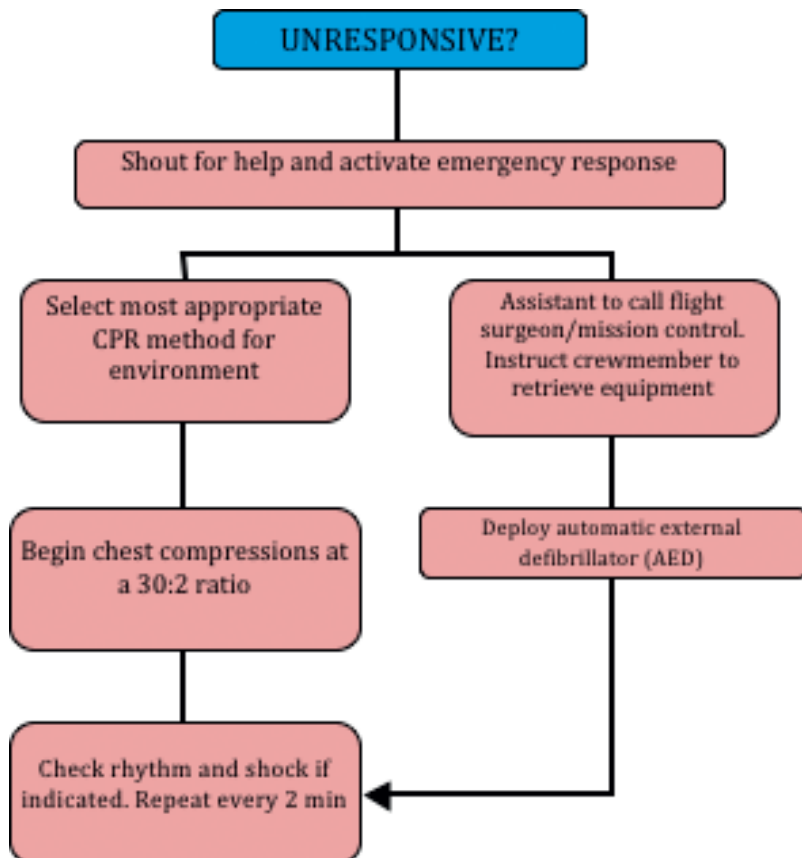 UNRESPONSIVE?
Shout for help and activate emergency response
Select most appropriate
CPR method for
environment
Assistant to call flight
surgeon/mission control.
Instruct crewmember to
retrieve equipment
Begin chest compressions at
a 30:2 ratio
Deploy automatic external
defibrillator (AED)
Check rhythm and shock if
indicated. Repeat every 2 min